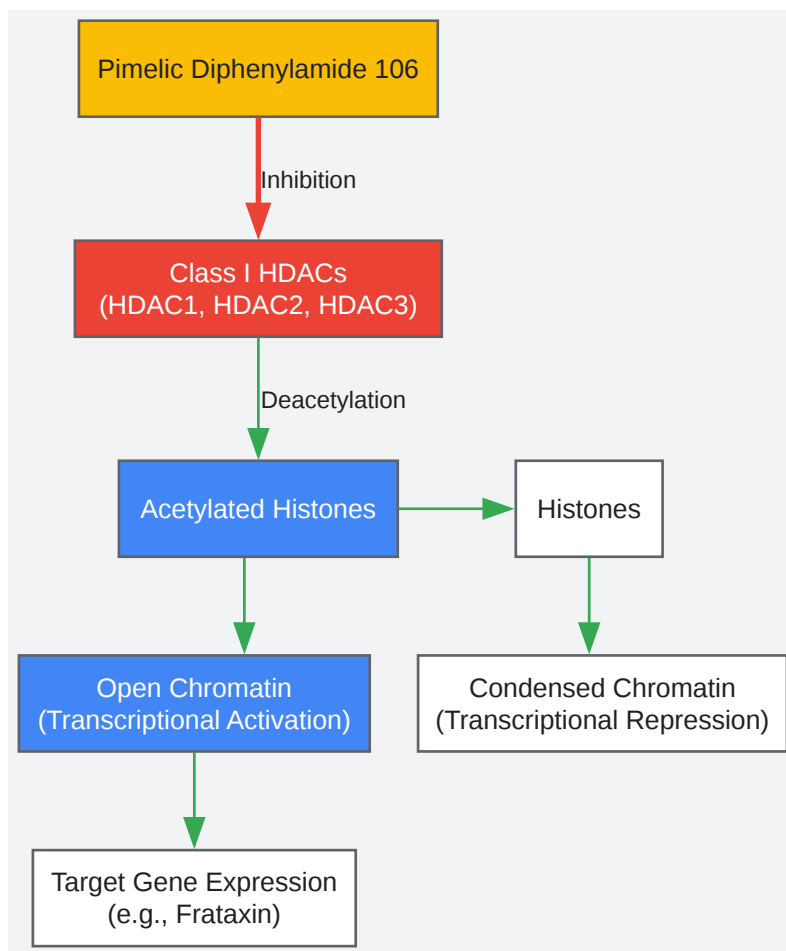 Pimelic Diphenylamide 106
Inhibition
Class I HDACs
(HDAC1, HDAC2, HDAC3)
Deacetylation
Acetylated Histones
Histones
Open Chromatin
(Transcriptional Activation)
Condensed Chromatin
(Transcriptional Repression)
Target Gene Expression
(e.g., Frataxin)